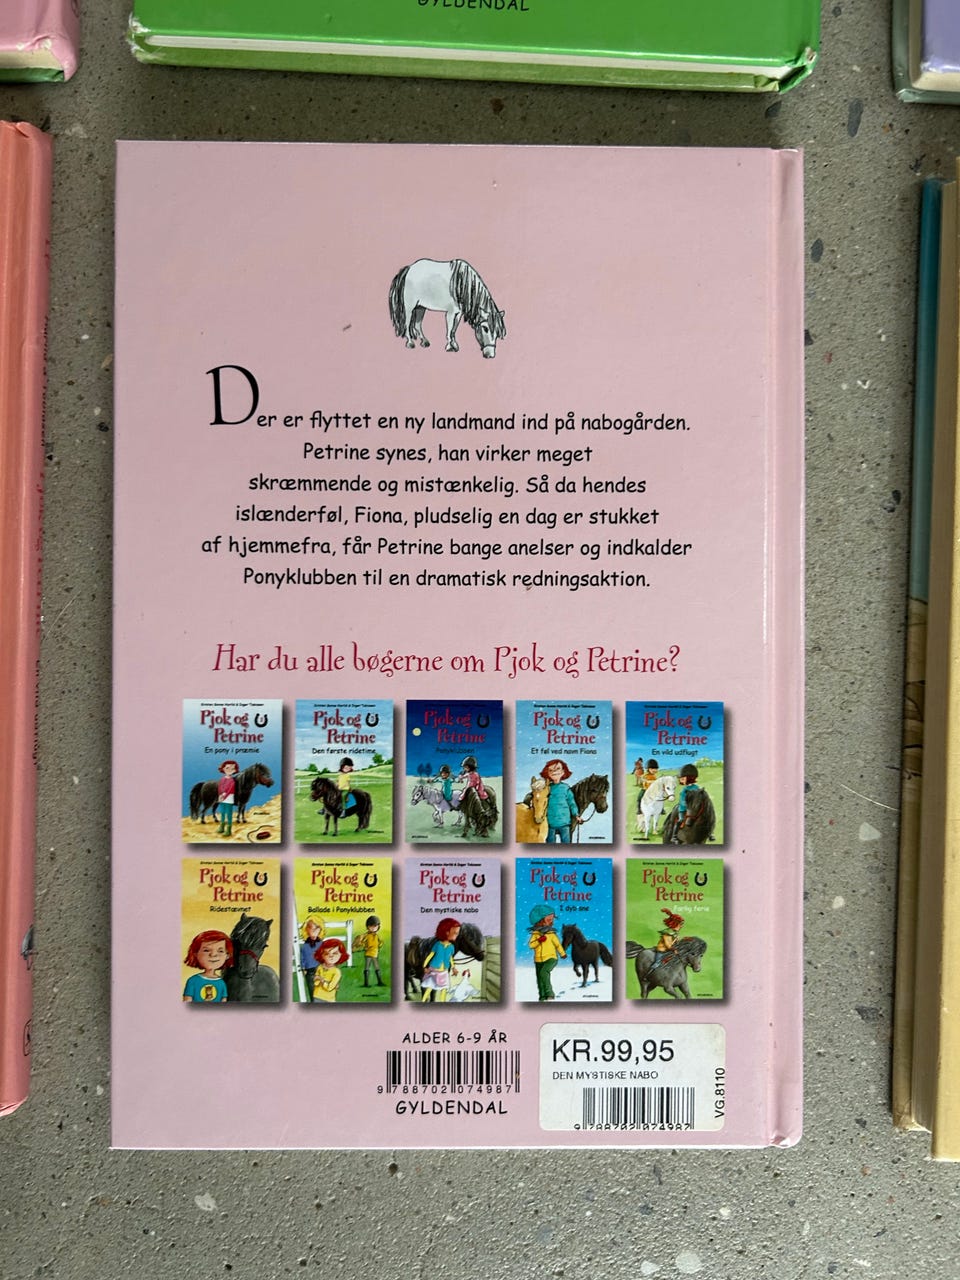 GYLDENDAL
Der er flyttet en ny landmand ind på nabogården.
Petrine synes, han virker meget
skræmmende og mistænkelig. Så da hendes
islænderføl, Fiona, pludselig en dag er stukket
af hjemmefra, får Petrine bange anelser og indkalder
Ponyklubben til en dramatisk redningsaktion.
Har du alle bøgerne om Pjok og Petrine?
Pjok og
Petrine
En pony i præmie
Pjok og
Petrine
Den første ridetime
Pjok og
Petrine
Ponyklubben
Pjok og
Petrine
Et føl ved navn Fiona
Pjok og
Petrine
En vild udflugt
Pjok og
Petrine
Ridestævnet
Pjok og
Petrine
Ballade i Ponyklubben
Pjok og
Petrine
Den mystiske nabo
Pjok og
Petrine
I dyb sne
Pjok og
Petrine
Farlig ferie
ALDER 6-9 ÅR
9 788702 074987
GYLDENDAL
KR.99,95
DEN MYSTISKE NABO
9 788702 074987
VG.8110